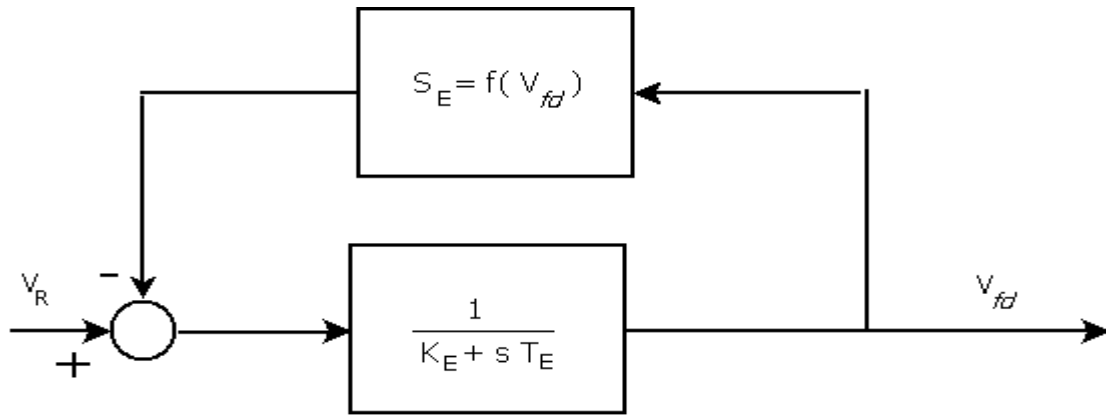 S_E = f( V_fd )
-
V_R
+
1
K_E + s T_E
V_fd